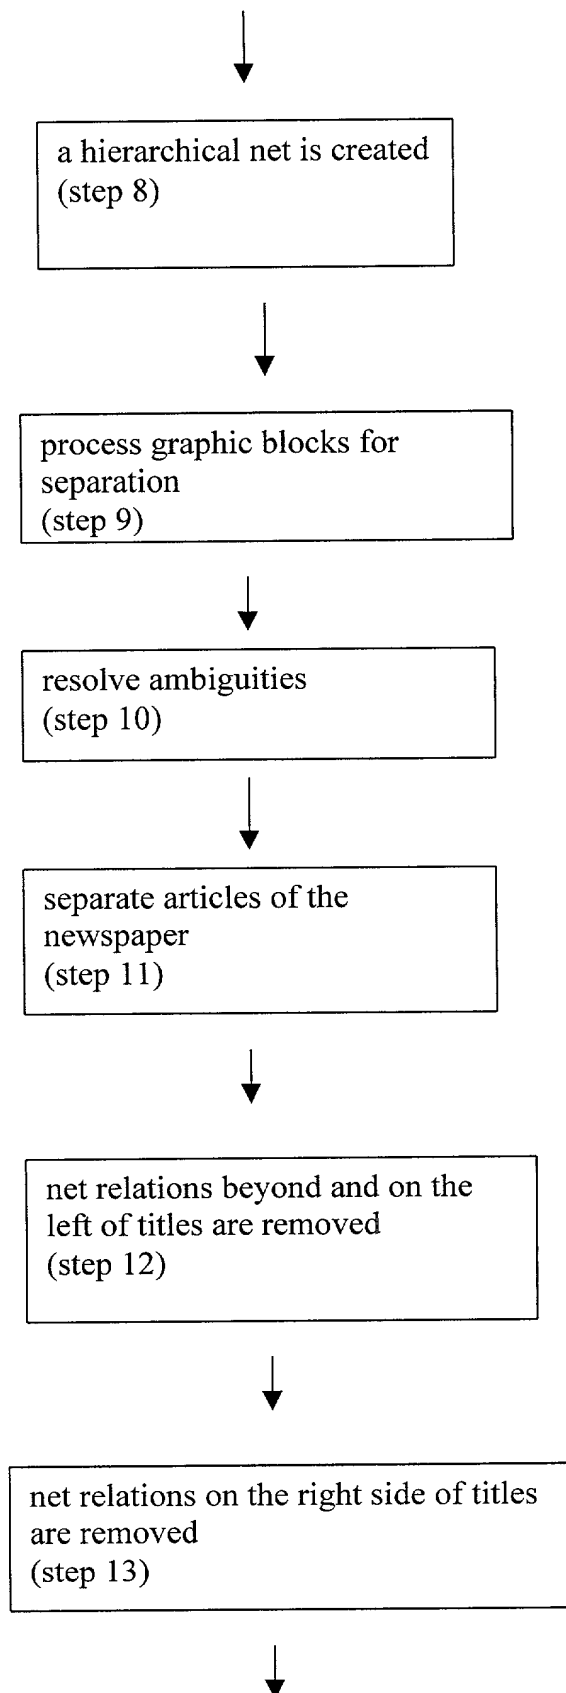 a hierarchical net is created
(step 8)
process graphic blocks for
separation
(step 9)
resolve ambiguities
(step 10)
separate articles of the
newspaper
(step 11)
net relations beyond and on the
left of titles are removed
(step 12)
net relations on the right side of titles
are removed
(step 13)